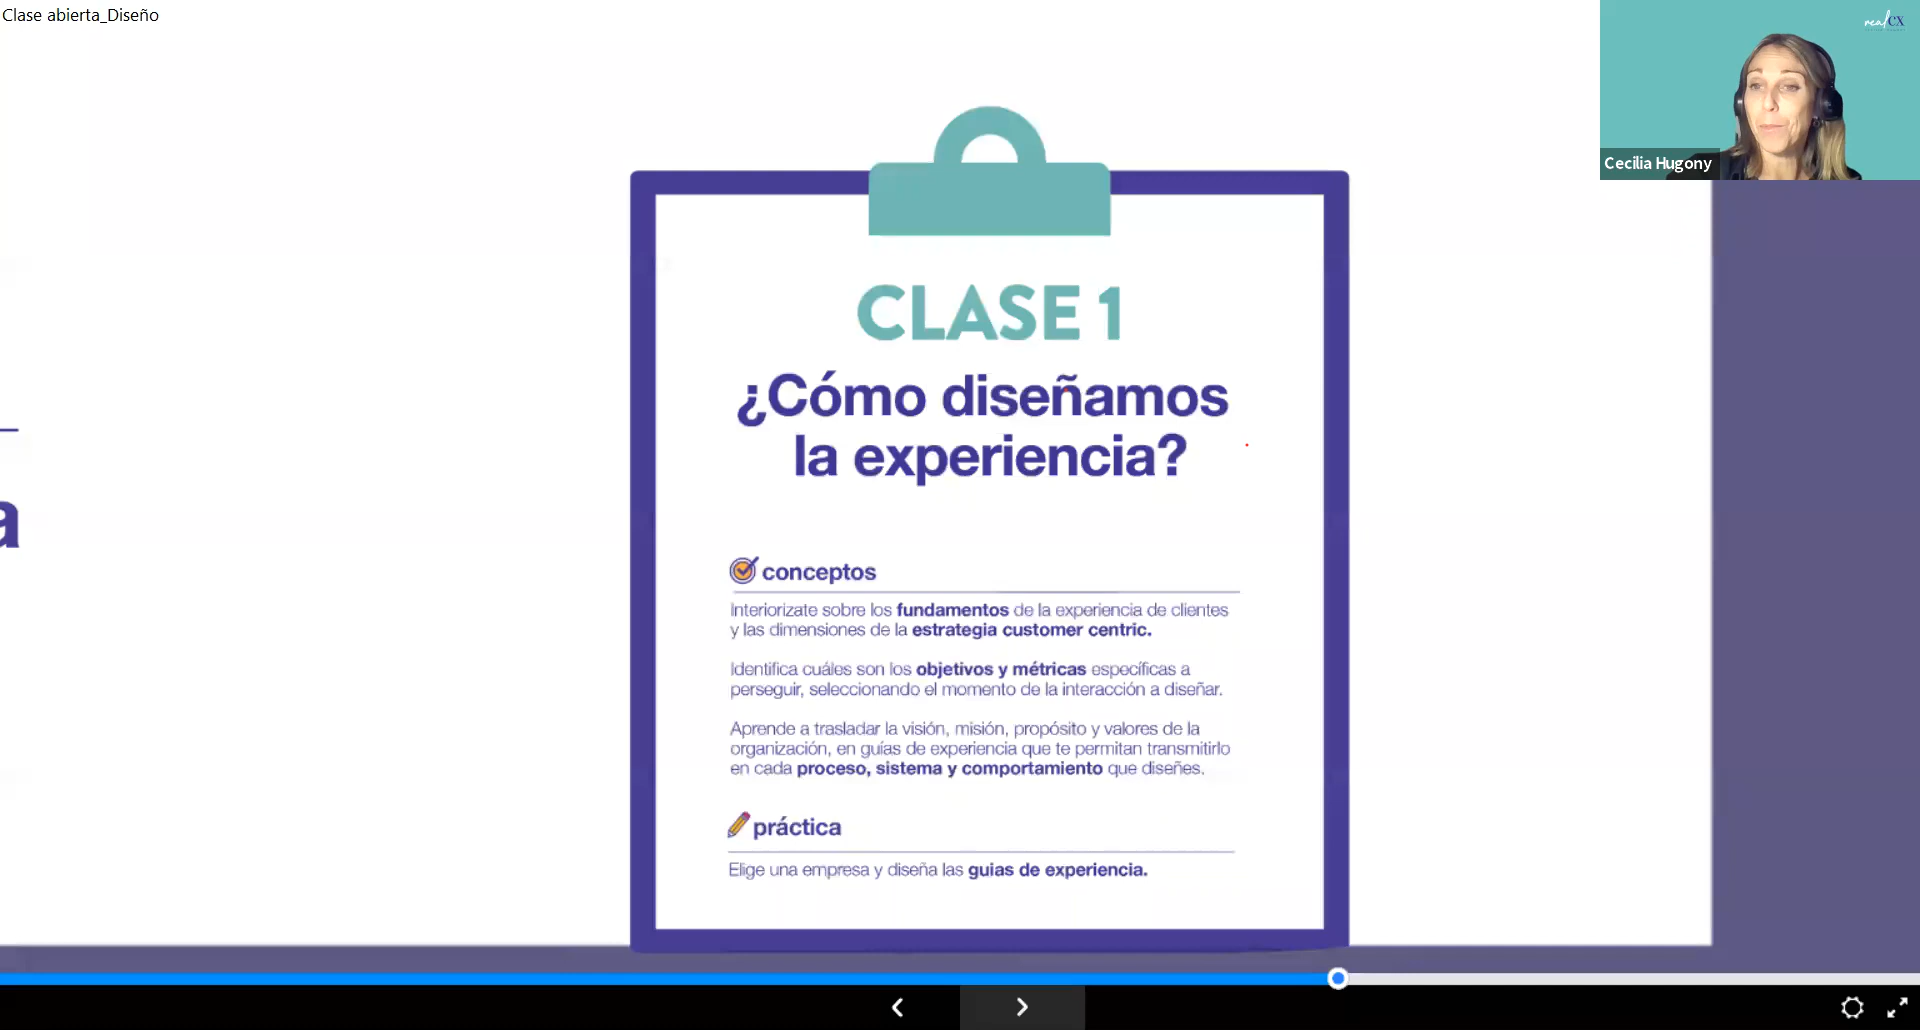 Clase abierta_Diseño
real CX
Cecilia Hugony
a
CLASE 1
¿Cómo diseñamos
la experiencia?
conceptos
Interiorizate sobre los fundamentos de la experiencia de clientes
y las dimensiones de la estrategia customer centric.
Identifica cuáles son los objetivos y métricas específicas a
perseguir, seleccionando el momento de la interacción a diseñar.
Aprende a trasladar la visión, misión, propósito y valores de la
organización, en guías de experiencia que te permitan transmitirlo
en cada proceso, sistema y comportamiento que diseñes.
práctica
Elige una empresa y diseña las guias de experiencia.